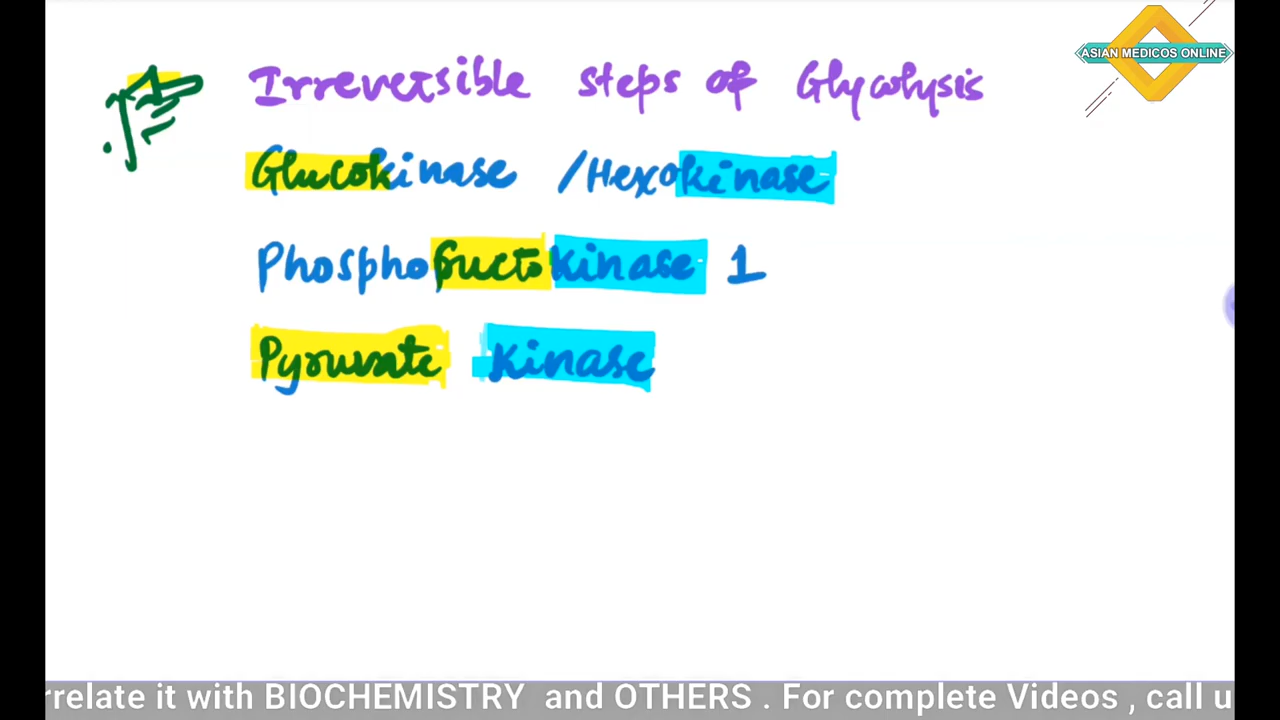 ASIAN MEDICOS ONLINE
Irreversible steps of Glycolysis
Glucokinase /Hexokinase
Phosphofructokinase 1
Pyruvate kinase
rrelate it with BIOCHEMISTRY and OTHERS . For complete Videos , call u